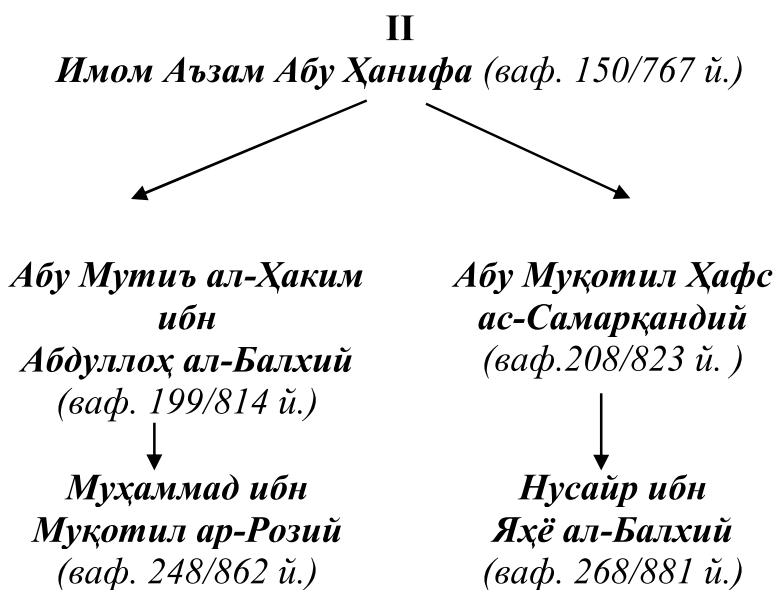 II
Имом Аъзам Абу Ҳанифа (ваф. 150/767 й.)
Абу Мутиъ ал-Ҳаким
ибн
Абдуллоҳ ал-Балхий
(ваф. 199/814 й.)
Муҳаммад ибн
Муқотил ар-Розий
(ваф. 248/862 й.)
Абу Муқотил Ҳафс
ас-Самарқандий
(ваф.208/823 й. )
Нусайр ибн
Яҳё ал-Балхий
(ваф. 268/881 й.)